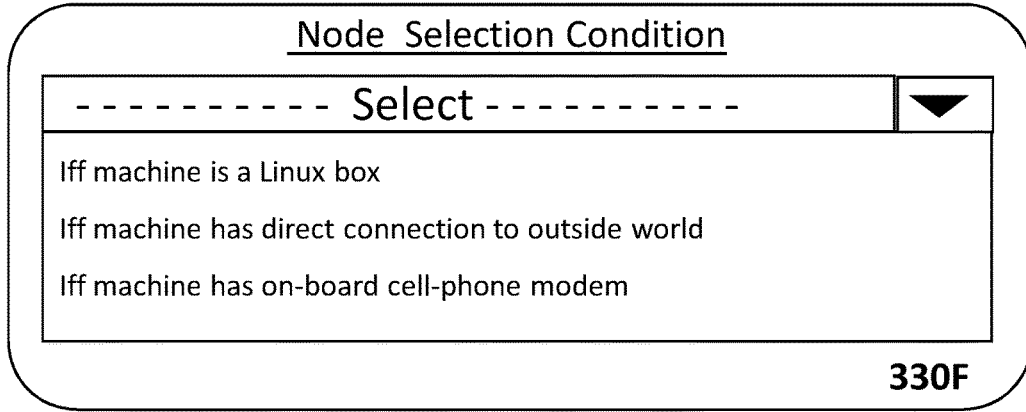 Node Selection Condition
- - - - - - - - - - Select - - - - - - - - - -
Iff machine is a Linux box
Iff machine has direct connection to outside world
Iff machine has on-board cell-phone modem
330F